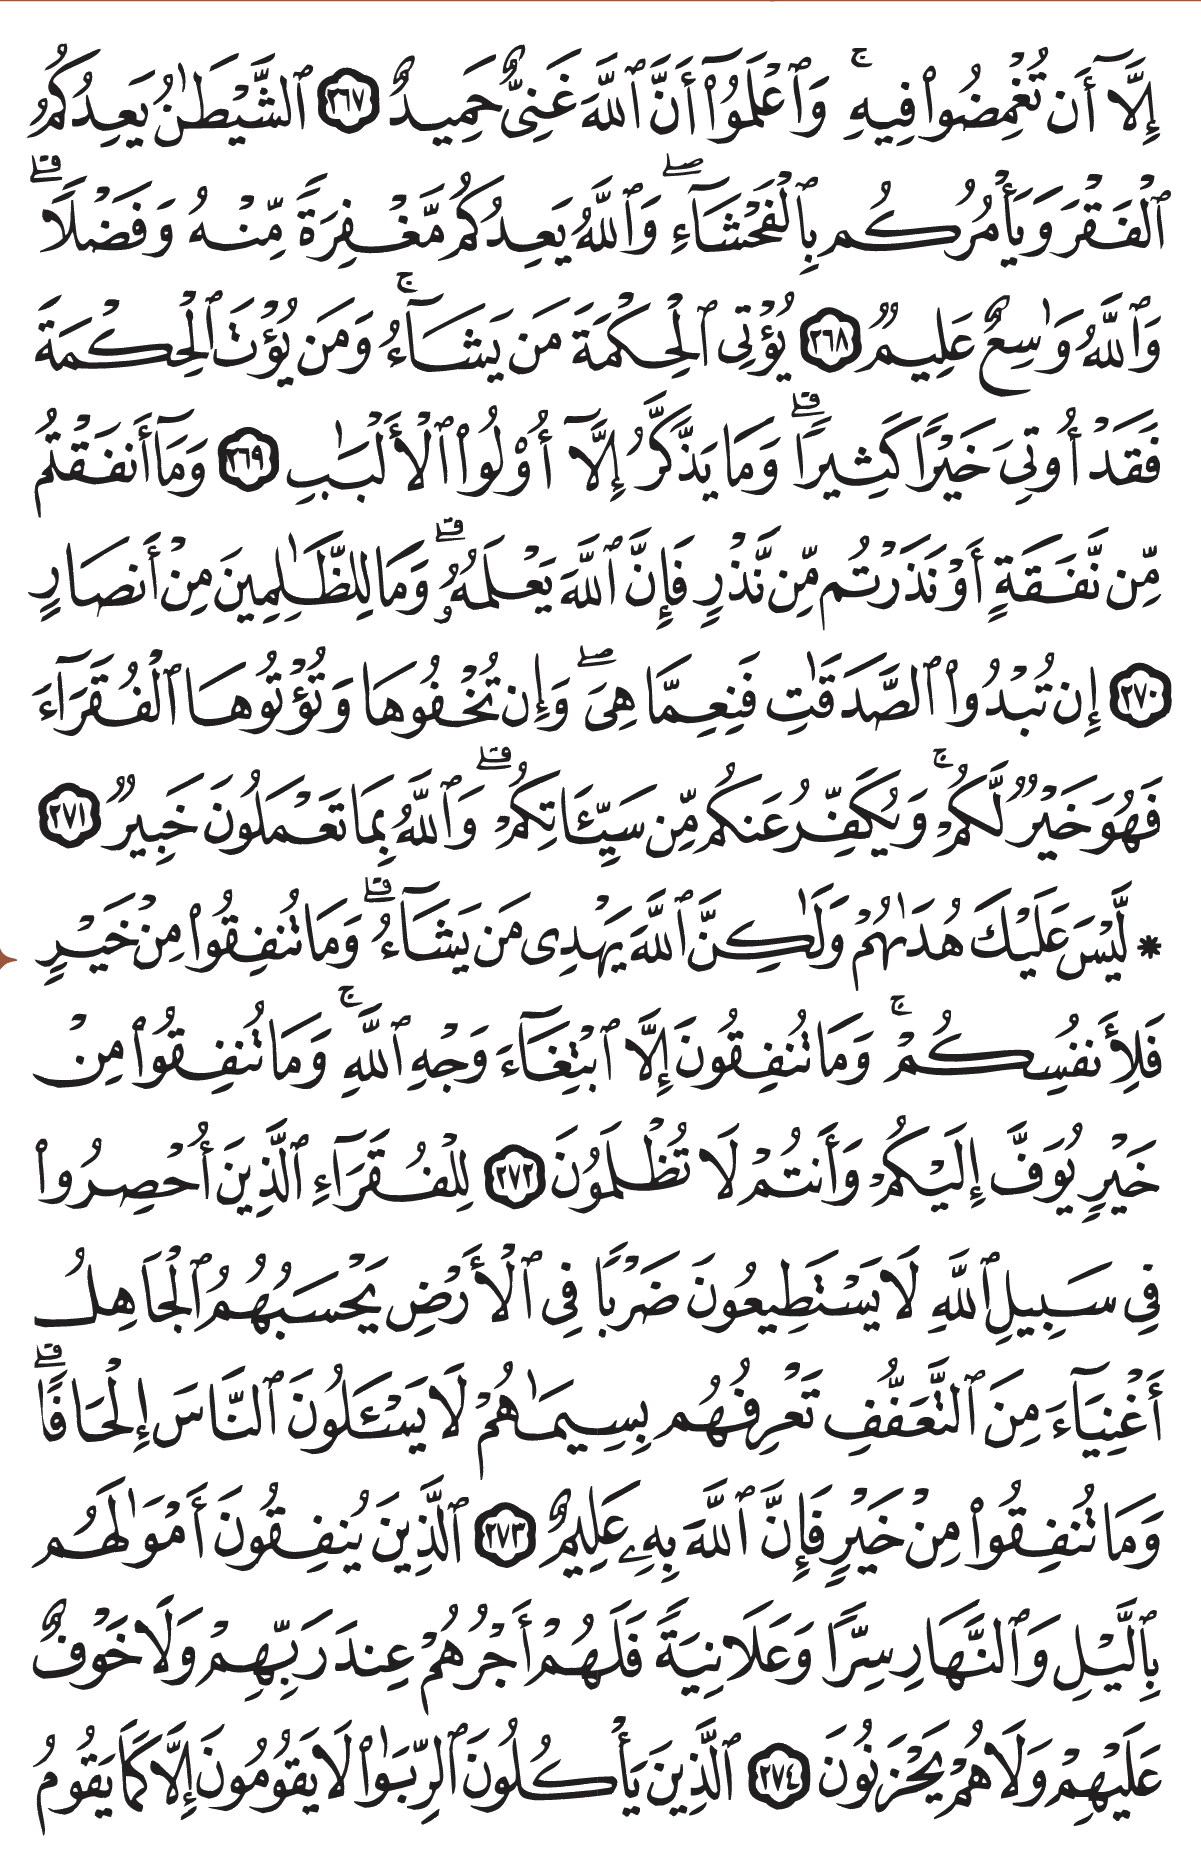 إِلَّآ أَن تُغْمِضُوا۟ فِيهِ ۚ وَٱعْلَمُوٓا۟ أَنَّ ٱللَّهَ غَنِىٌّ حَمِيدٌ ٢٦٧ ٱلشَّيْطَٰنُ يَعِدُكُمُ
ٱلْفَقْرَ وَيَأْمُرُكُم بِٱلْفَحْشَآءِ ۖ وَٱللَّهُ يَعِدُكُم مَّغْفِرَةً مِّنْهُ وَفَضْلًا ۗ
وَٱللَّهُ وَٰسِعٌ عَلِيمٌ ٢٦٨ يُؤْتِى ٱلْحِكْمَةَ مَن يَشَآءُ ۚ وَمَن يُؤْتَ ٱلْحِكْمَةَ
فَقَدْ أُوتِىَ خَيْرًا كَثِيرًا ۗ وَمَا يَذَّكَّرُ إِلَّآ أُو۟لُوا۟ ٱلْأَلْبَٰبِ ٢٦٩ وَمَآ أَنفَقْتُم
مِّن نَّفَقَةٍ أَوْ نَذَرْتُم مِّن نَّذْرٍ فَإِنَّ ٱللَّهَ يَعْلَمُهُۥ ۗ وَمَا لِلظَّٰلِمِينَ مِنْ أَنصَارٍ
٢٧٠ إِن تُبْدُوا۟ ٱلصَّدَقَٰتِ فَنِعِمَّا هِىَ ۖ وَإِن تُخْفُوهَا وَتُؤْتُوهَا ٱلْفُقَرَآءَ
فَهُوَ خَيْرٌ لَّكُمْ ۚ وَيُكَفِّرُ عَنكُم مِّن سَيِّـَٔاتِكُمْ ۗ وَٱللَّهُ بِمَا تَعْمَلُونَ خَبِيرٌ ٢٧١
* لَّيْسَ عَلَيْكَ هُدَىٰهُمْ وَلَٰكِنَّ ٱللَّهَ يَهْدِى مَن يَشَآءُ ۗ وَمَا تُنفِقُوا۟ مِنْ خَيْرٍ
فَلِأَنفُسِكُمْ ۚ وَمَا تُنفِقُونَ إِلَّا ٱبْتِغَآءَ وَجْهِ ٱللَّهِ ۚ وَمَا تُنفِقُوا۟ مِنْ
خَيْرٍ يُوَفَّ إِلَيْكُمْ وَأَنتُمْ لَا تُظْلَمُونَ ٢٧٢ لِلْفُقَرَآءِ ٱلَّذِينَ أُحْصِرُوا۟
فِى سَبِيلِ ٱللَّهِ لَا يَسْتَطِيعُونَ ضَرْبًا فِى ٱلْأَرْضِ يَحْسَبُهُمُ ٱلْجَاهِلُ
أَغْنِيَآءَ مِنَ ٱلتَّعَفُّفِ تَعْرِفُهُم بِسِيمَٰهُمْ لَا يَسْـَٔلُونَ ٱلنَّاسَ إِلْحَافًا ۗ
وَمَا تُنفِقُوا۟ مِنْ خَيْرٍ فَإِنَّ ٱللَّهَ بِهِۦ عَلِيمٌ ٢٧٣ ٱلَّذِينَ يُنفِقُونَ أَمْوَٰلَهُم
بِٱلَّيْلِ وَٱلنَّهَارِ سِرًّا وَعَلَانِيَةً فَلَهُمْ أَجْرُهُمْ عِندَ رَبِّهِمْ وَلَا خَوْفٌ
عَلَيْهِمْ وَلَا هُمْ يَحْزَنُونَ ٢٧٤ ٱلَّذِينَ يَأْكُلُونَ ٱلرِّبَوٰا۟ لَا يَقُومُونَ إِلَّا كَمَا يَقُومُ